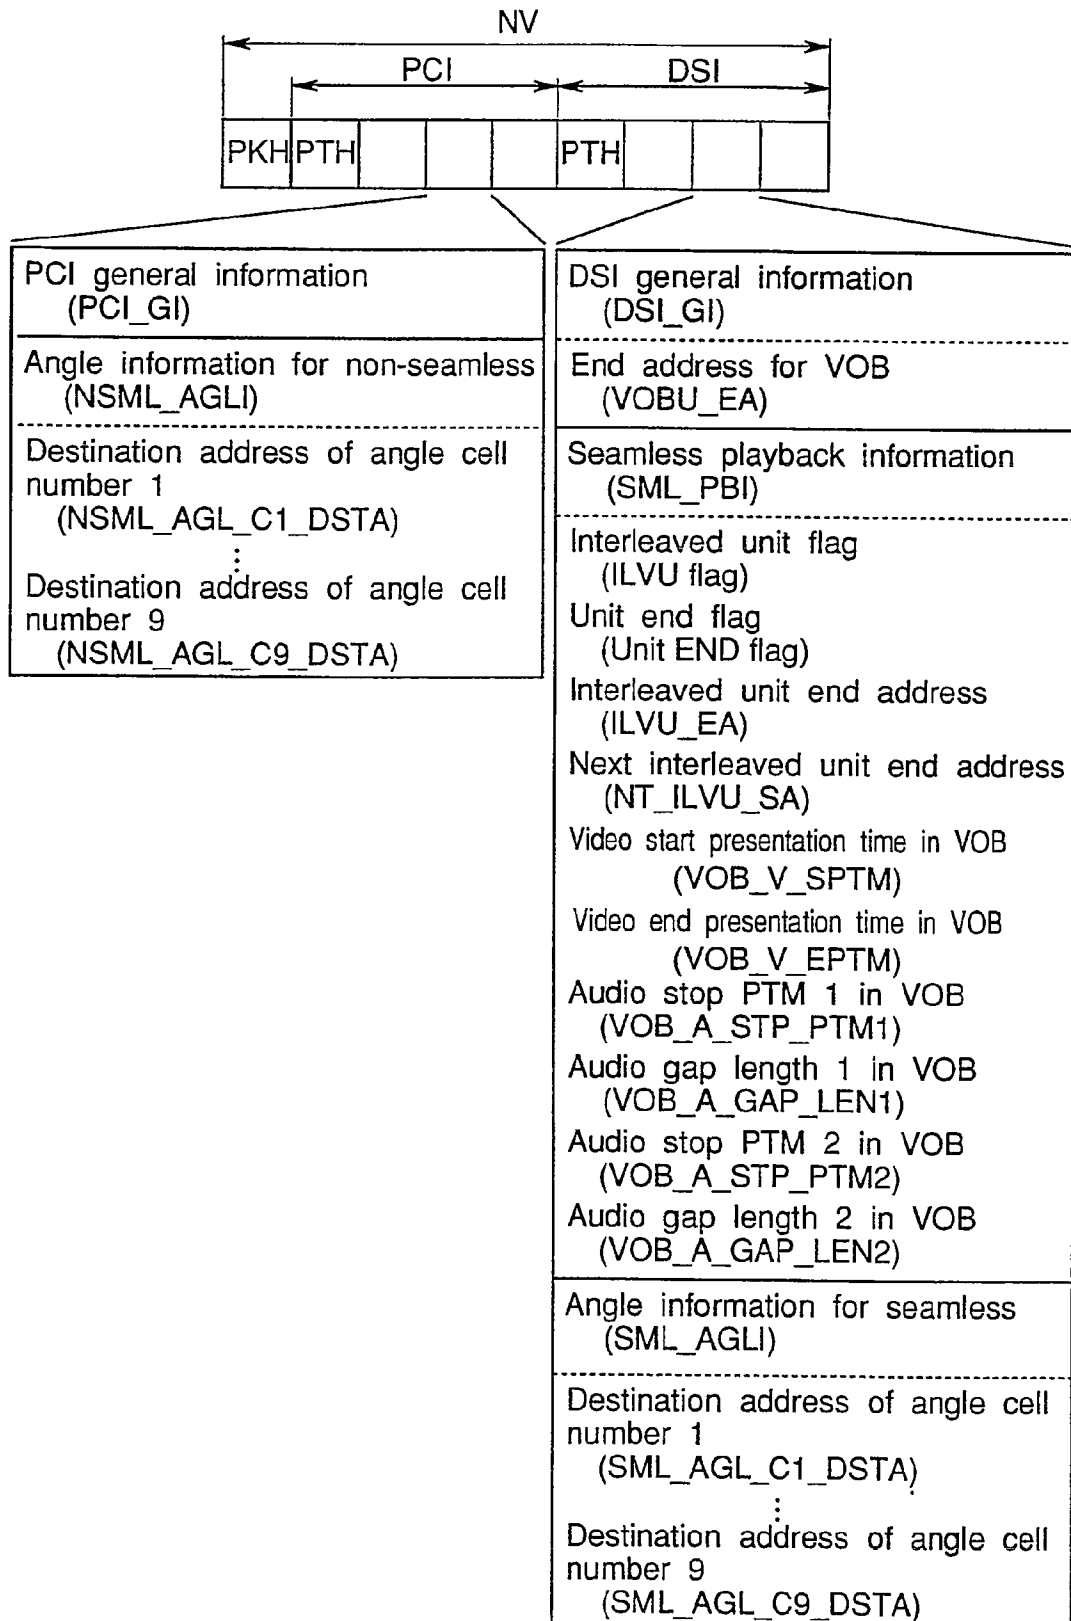 NV
PCI
DSI
PKH PTH PTH
PCI general information
(PCI_GI)
Angle information for non-seamless
(NSML_AGLI)
Destination address of angle cell
number 1
(NSML_AGL_C1_DSTA)
⋮
Destination address of angle cell
number 9
(NSML_AGL_C9_DSTA)
DSI general information
(DSI_GI)
End address for VOB
(VOBU_EA)
Seamless playback information
(SML_PBI)
Interleaved unit flag
(ILVU flag)
Unit end flag
(Unit END flag)
Interleaved unit end address
(ILVU_EA)
Next interleaved unit end address
(NT_ILVU_SA)
Video start presentation time in VOB
(VOB_V_SPTM)
Video end presentation time in VOB
(VOB_V_EPTM)
Audio stop PTM 1 in VOB
(VOB_A_STP_PTM1)
Audio gap length 1 in VOB
(VOB_A_GAP_LEN1)
Audio stop PTM 2 in VOB
(VOB_A_STP_PTM2)
Audio gap length 2 in VOB
(VOB_A_GAP_LEN2)
Angle information for seamless
(SML_AGLI)
Destination address of angle cell
number 1
(SML_AGL_C1_DSTA)
⋮
Destination address of angle cell
number 9
(SML_AGL_C9_DSTA)